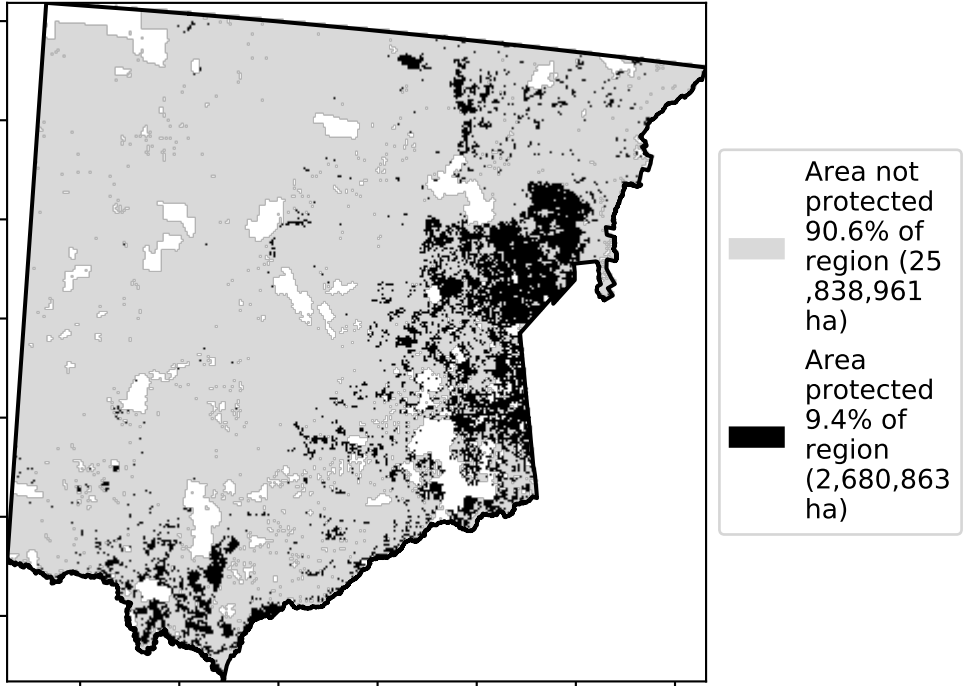 Area not
protected
90.6% of
region (25
,838,961
ha)
Area
protected
9.4% of
region
(2,680,863
ha)